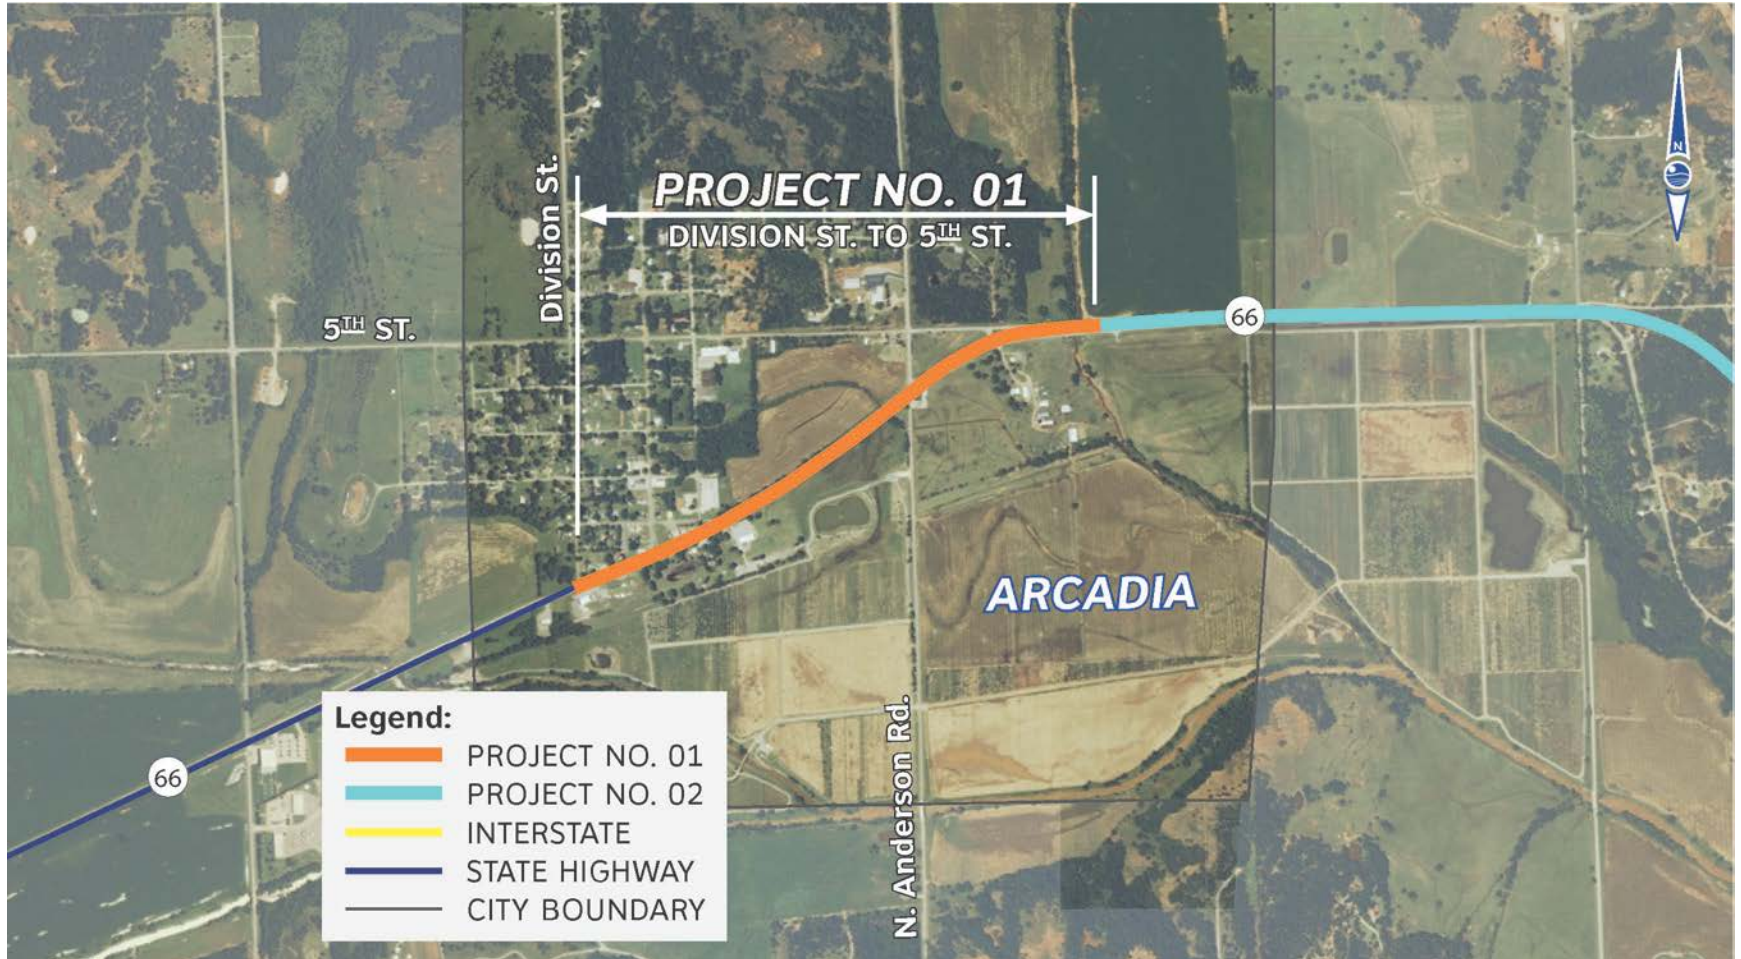 N
Division St.
PROJECT NO. 01
DIVISION ST. TO 5TH ST.
5TH ST.
66
ARCADIA
N. Anderson Rd.
66
Legend:
PROJECT NO. 01
PROJECT NO. 02
INTERSTATE
STATE HIGHWAY
CITY BOUNDARY